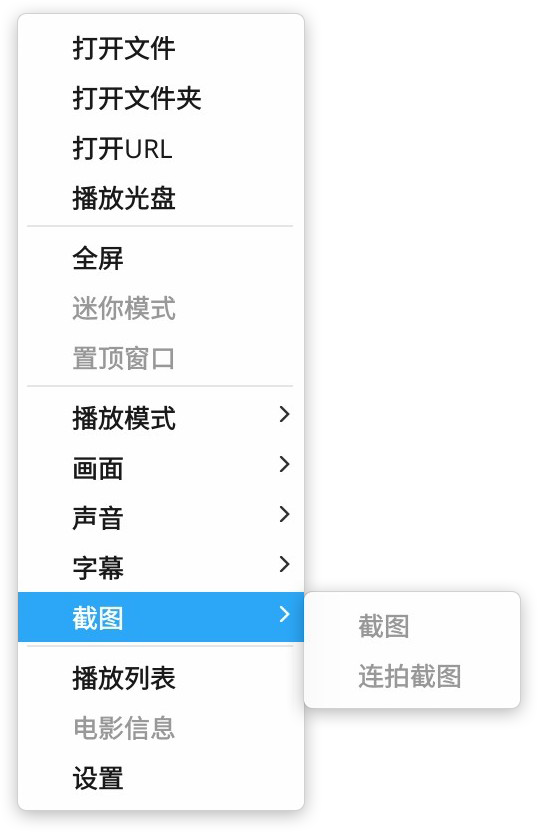 打开文件
打开文件夹
打开URL
播放光盘
全屏
迷你模式
置顶窗口
播放模式
画面
声音
字幕
截图
截图
连拍截图
播放列表
电影信息
设置